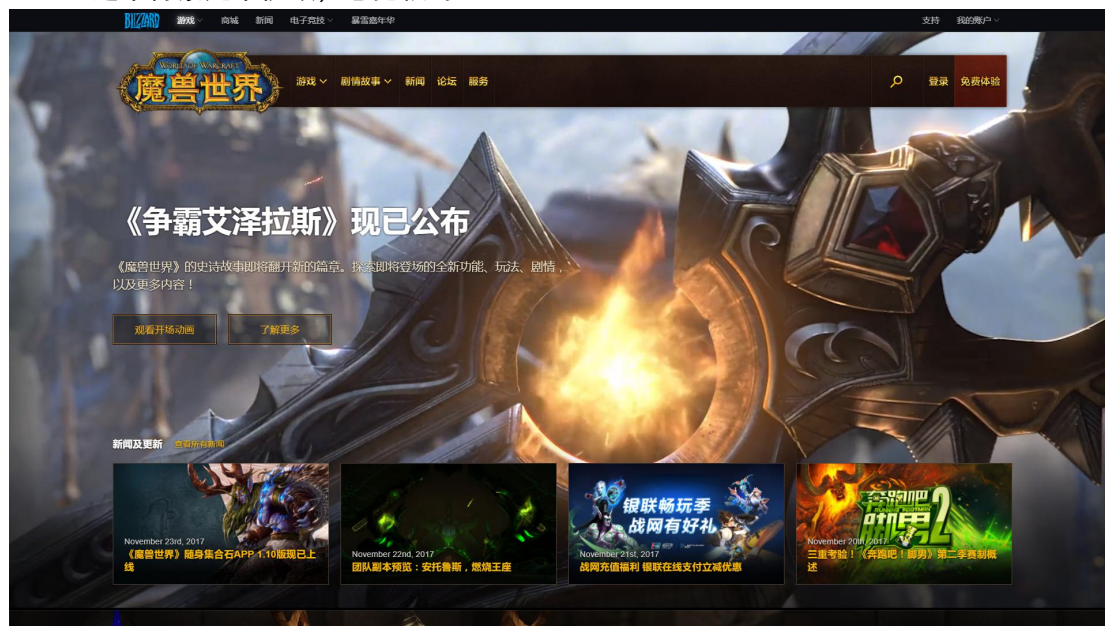 BLIZZARD 游戏 商城 新闻 电子竞技 暴雪嘉年华 支持 我的账户
WORLD OF WARCRAFT
魔兽世界
游戏 剧情故事 新闻 论坛 服务 登录 免费体验
《争霸艾泽拉斯》现已公布
《魔兽世界》的史诗故事即将翻开新的篇章。探索即将登场的全新功能、玩法、剧情，
以及更多内容！
观看开场动画 了解更多
新闻及更新 查看所有新闻
November 23rd, 2017
《魔兽世界》随身集合石APP 1.10版现已上
线
November 22nd, 2017
团队副本预览：安托鲁斯，燃烧王座
银联畅玩季
战网有好礼
November 21st, 2017
战网充值福利 银联在线支付立减优惠
奔跑吧
脚男2
November 20th, 2017
三重考验！《奔跑吧！脚男》第二季赛制概
述